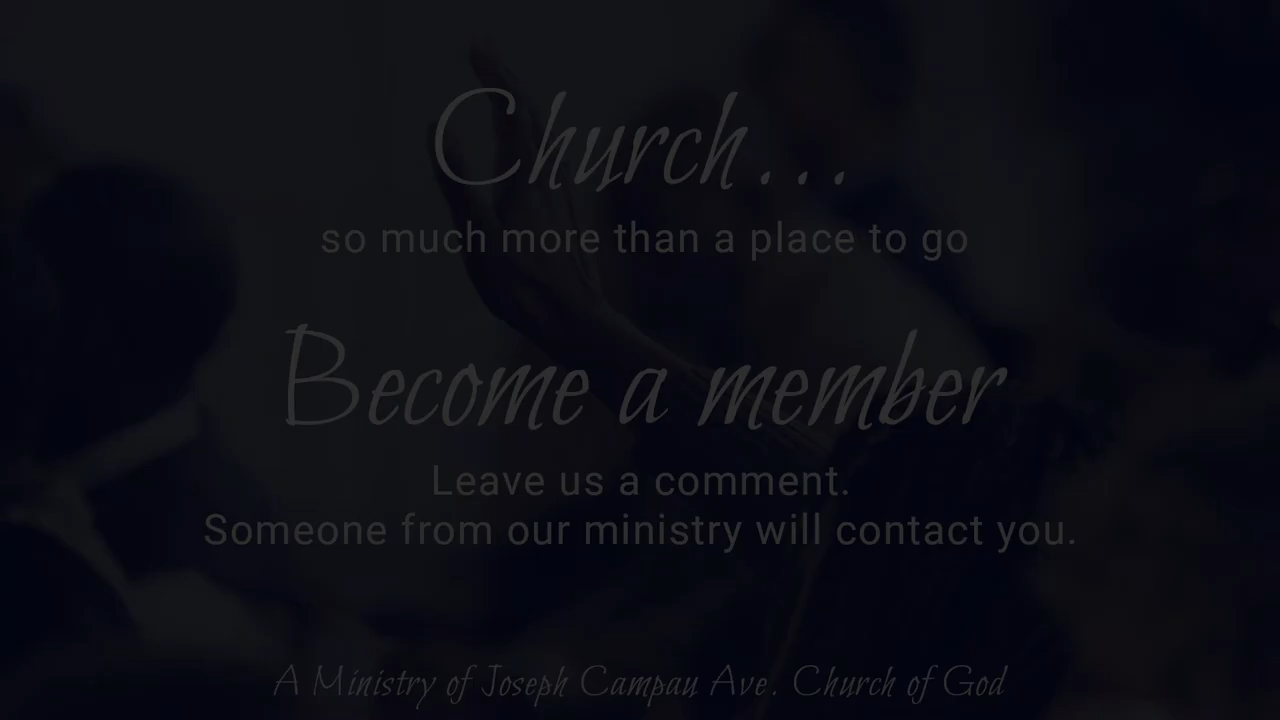 Church...
so much more than a place to go
Become a member
Leave us a comment.
Someone from our ministry will contact you.
A Ministry of Joseph Campau Ave. Church of God